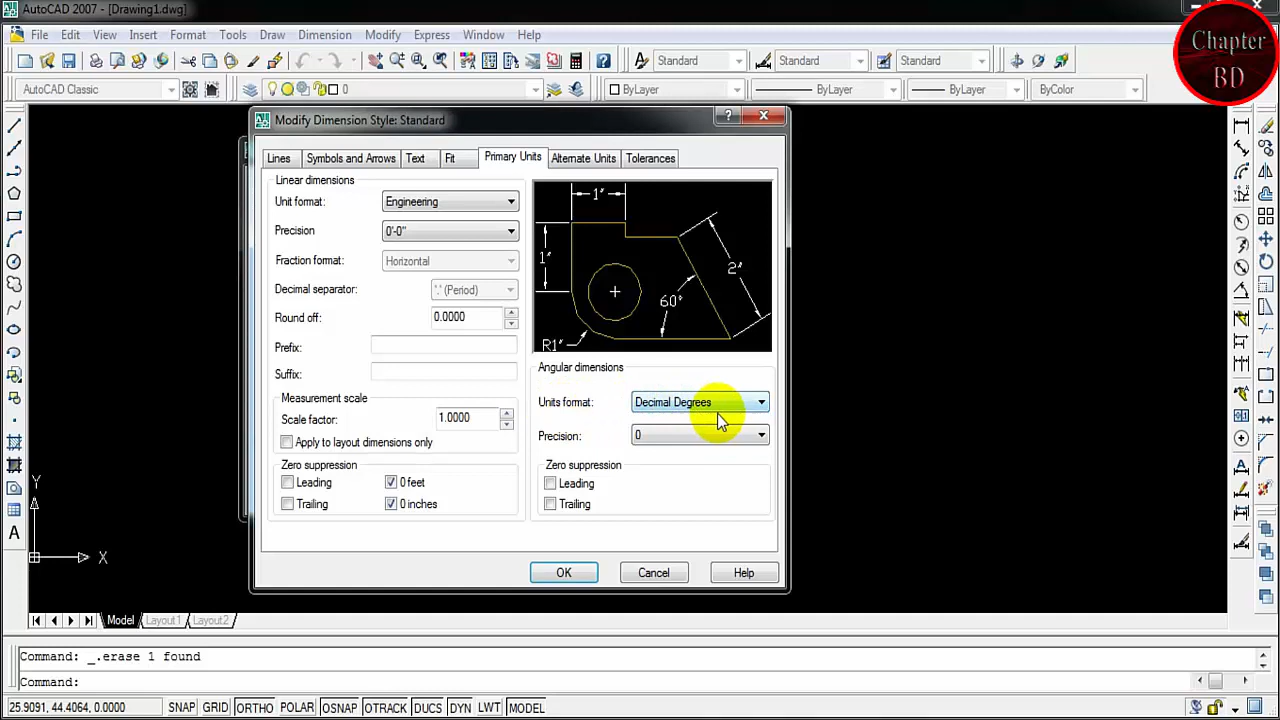 AutoCAD 2007 - [Drawing1.dwg]
File Edit View Insert Format Tools Draw Dimension Modify Express Window Help
Chapter
BD
Standard Standard Standard
AutoCAD Classic 0 ByLayer ByLayer ByLayer ByColor
Modify Dimension Style: Standard
Lines Symbols and Arrows Text Fit Primary Units Alternate Units Tolerances
Linear dimensions
Unit format: Engineering
Precision 0'-0"
Fraction format: Horizontal
Decimal separator: '.' (Period)
Round off: 0.0000
Prefix:
Suffix:
Measurement scale
Scale factor: 1.0000
Apply to layout dimensions only
Zero suppression
Leading 0 feet
Trailing 0 inches
1"
1"
2"
60°
R1"
Angular dimensions
Units format: Decimal Degrees
Precision: 0
Zero suppression
Leading
Trailing
OK Cancel Help
Y
X
A
Model Layout1 Layout2
Command: _.erase 1 found
Command:
25.9091, 44.4064, 0.0000 SNAP GRID ORTHO POLAR OSNAP OTRACK DUCS DYN LWT MODEL